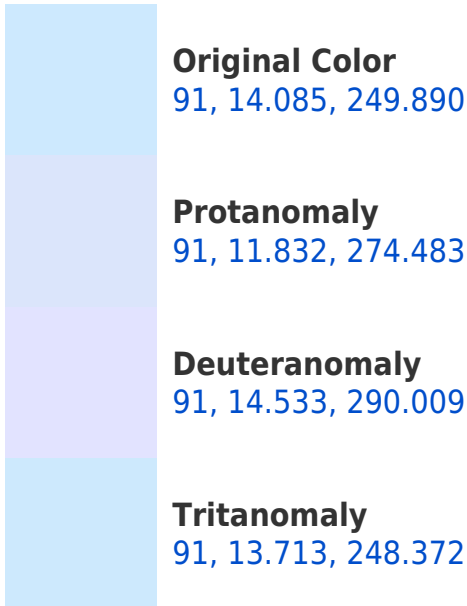 Original Color
91, 14.085, 249.890
Protanomaly
91, 11.832, 274.483
Deuteranomaly
91, 14.533, 290.009
Tritanomaly
91, 13.713, 248.372